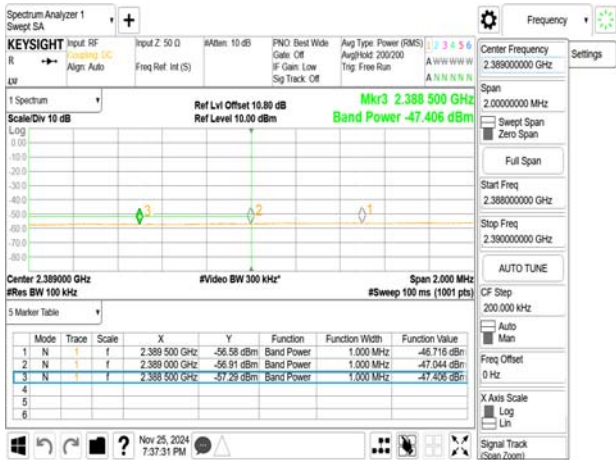 Spectrum Analyzer 1
Swept SA
Frequency
KEYSIGHT
R
Input: RF
Coupling: DC
Align: Auto
Input Z: 50 Ω
Freq Ref: Int (S)
#Atten: 10 dB
PNO: Best Wide
Gate: Off
IF Gain: Low
Sig Track: Off
Avg Type: Power (RMS)
Avg|Hold: 200/200
Trig: Free Run
1 2 3 4 5 6
A W W W W W
A N N N N N
1 Spectrum
Scale/Div 10 dB
Ref Lvl Offset 10.80 dB
Ref Level 10.00 dBm
Mkr3 2.388 500 GHz
Band Power -47.406 dBm
Log
0.00
-10.0
-20.0
-30.0
-40.0
-50.0
-60.0
-70.0
-80.0
3
2
1
Center 2.389000 GHz
#Res BW 100 kHz
#Video BW 300 kHz*
Span 2.000 MHz
#Sweep 100 ms (1001 pts)
5 Marker Table
Mode Trace Scale X Y Function Function Width Function Value
1 N 1 f 2.389 500 GHz -56.58 dBm Band Power 1.000 MHz -46.716 dBm
2 N 1 f 2.389 000 GHz -56.91 dBm Band Power 1.000 MHz -47.044 dBm
3 N 1 f 2.388 500 GHz -57.29 dBm Band Power 1.000 MHz -47.406 dBm
4
5
6
Nov 25, 2024
7:37:31 PM
Center Frequency
2.389000000 GHz
Settings
Span
2.00000000 MHz
Swept Span
Zero Span
Full Span
Start Freq
2.388000000 GHz
Stop Freq
2.390000000 GHz
AUTO TUNE
CF Step
200.000 kHz
Auto
Man
Freq Offset
0 Hz
X Axis Scale
Log
Lin
Signal Track
(Span Zoom)